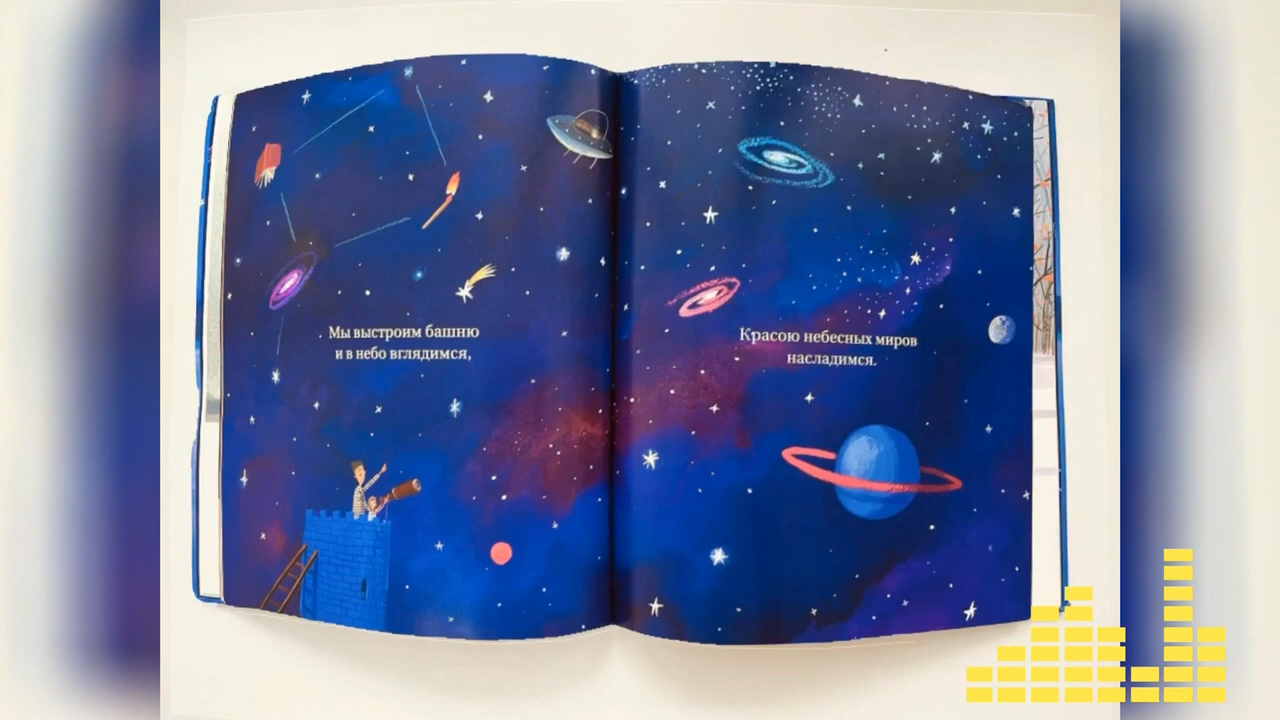 Мы выстроим башню
и в небо вглядимся,
Красою небесных миров
насладимся.